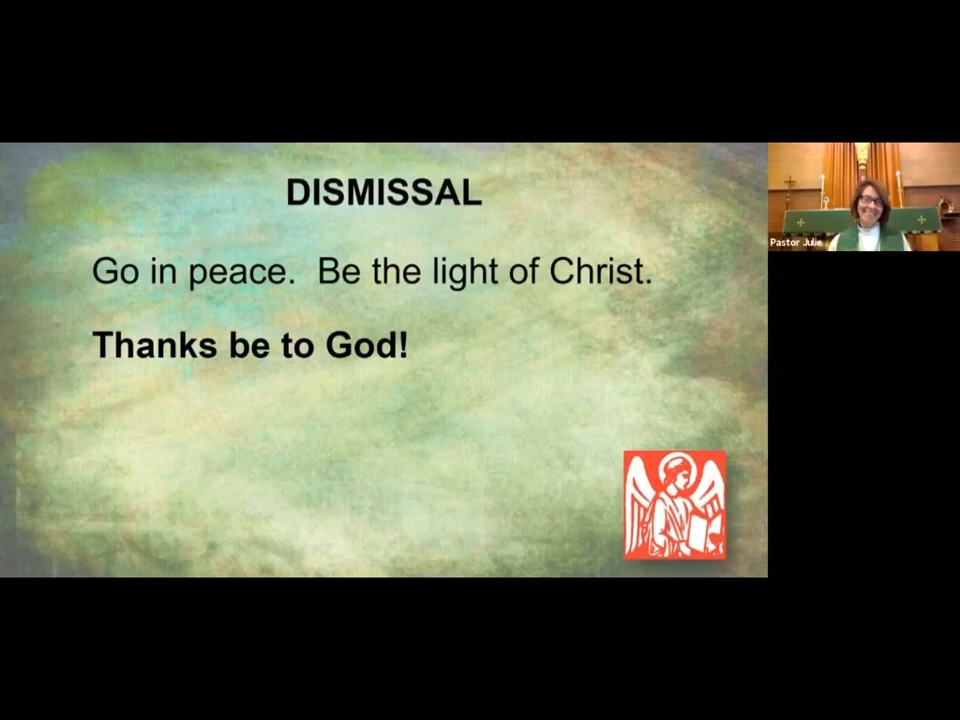 DISMISSAL
Go in peace.  Be the light of Christ.
Thanks be to God!
Pastor Julie